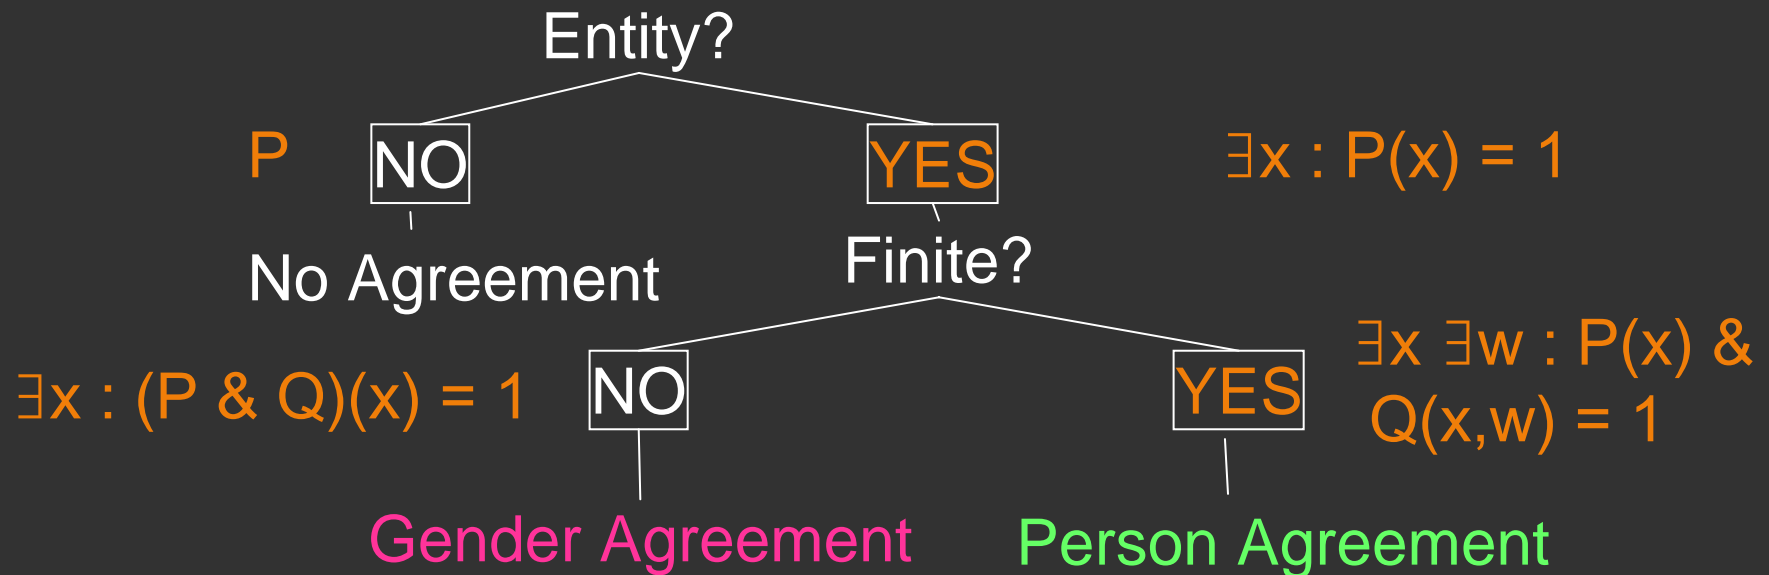 Entity?
P NO YES ∃x : P(x) = 1
No Agreement Finite?
∃x : (P & Q)(x) = 1 NO YES ∃x ∃w : P(x) &
Q(x,w) = 1
Gender Agreement Person Agreement